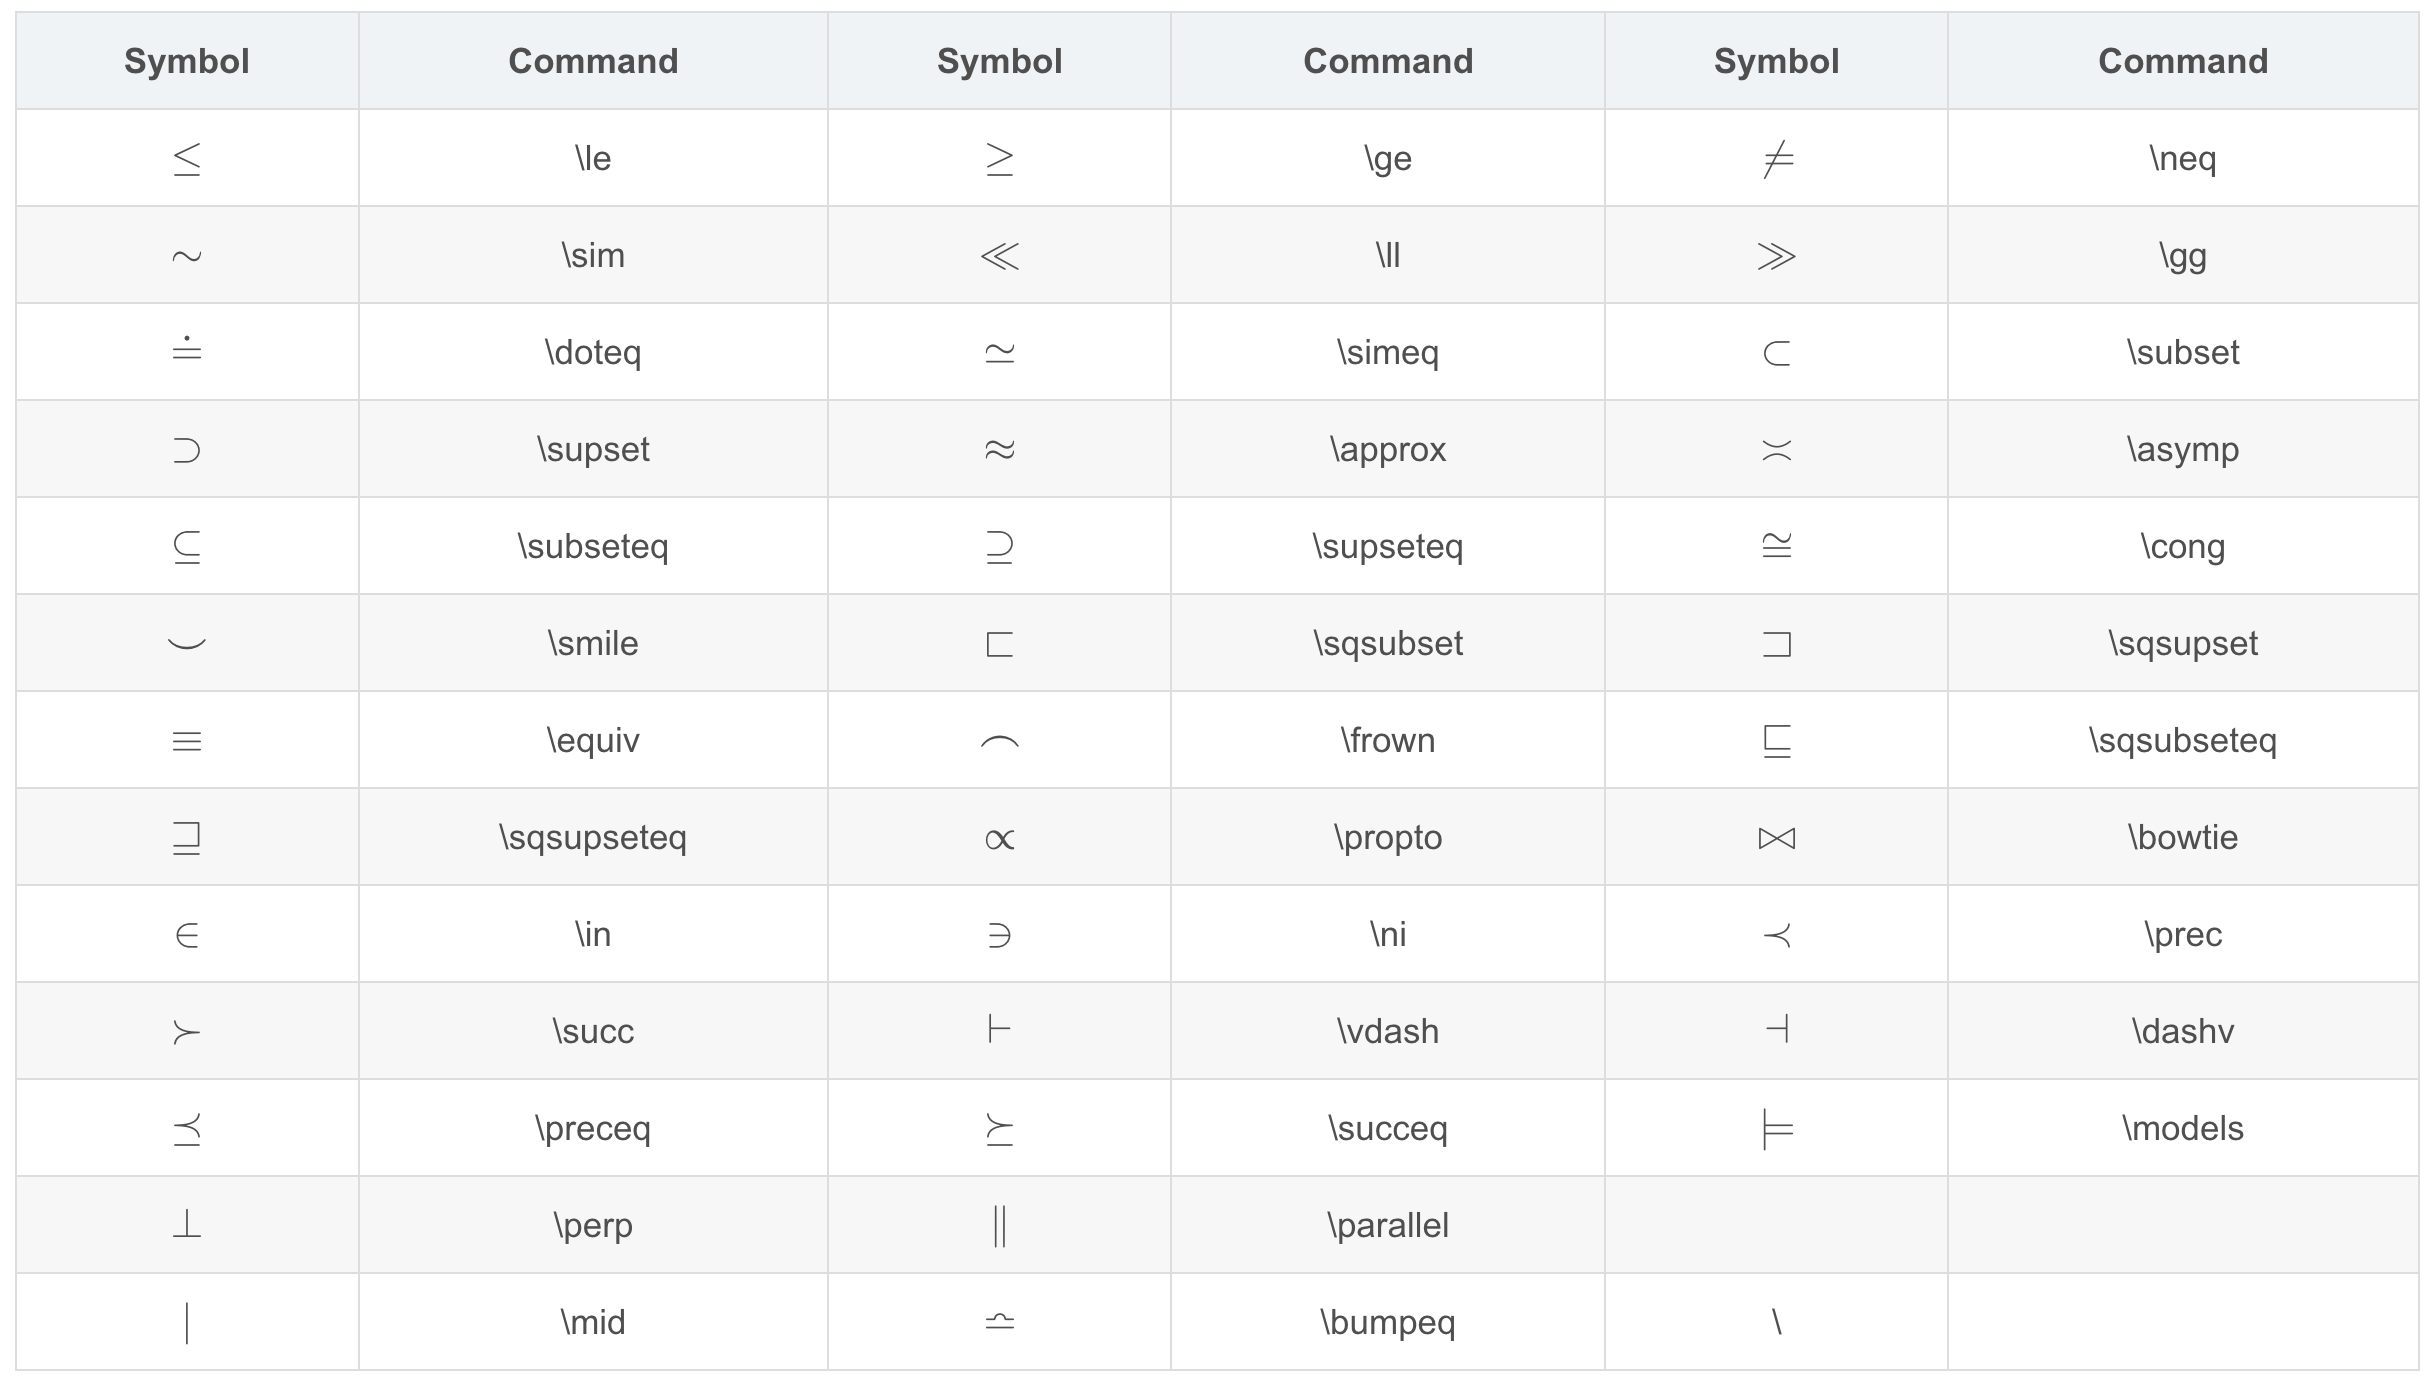 Symbol Command Symbol Command Symbol Command
≤ \le ≥ \ge ≠ \neq
∼ \sim ≪ \ll ≫ \gg
≐ \doteq ≃ \simeq ⊂ \subset
⊃ \supset ≈ \approx ≍ \asymp
⊆ \subseteq ⊇ \supseteq ≅ \cong
⌣ \smile ⊏ \sqsubset ⊐ \sqsupset
≡ \equiv ⌢ \frown ⊑ \sqsubseteq
⊒ \sqsupseteq ∝ \propto ⋈ \bowtie
∈ \in ∋ \ni ≺ \prec
≻ \succ ⊢ \vdash ⊣ \dashv
⪯ \preceq ⪰ \succeq ⊨ \models
⊥ \perp ∥ \parallel
∣ \mid ≏ \bumpeq \